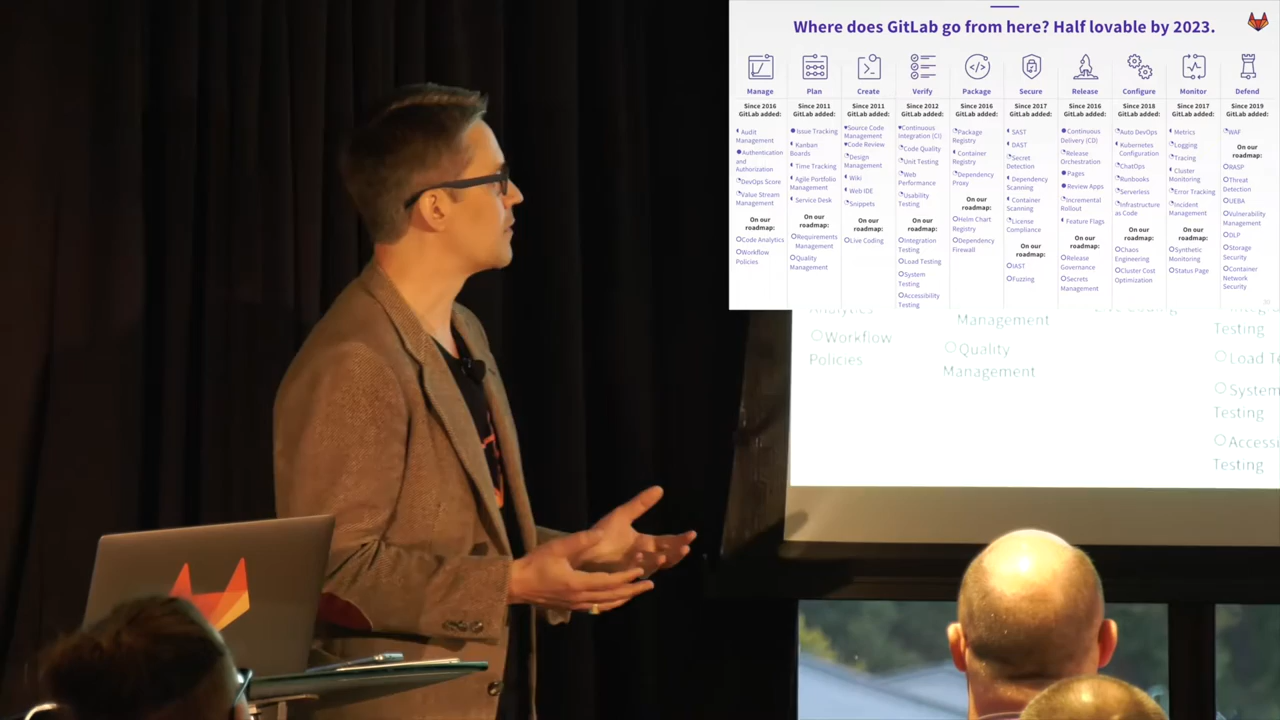 Where does GitLab go from here? Half lovable by 2023.
Manage
Since 2016
GitLab added:
Audit
Management
Authentication
and
Authorization
DevOps Score
Value Stream
Management
On our
roadmap:
Code Analytics
Workflow
Policies
Plan
Since 2011
GitLab added:
Issue Tracking
Kanban
Boards
Time Tracking
Agile Portfolio
Management
Service Desk
On our
roadmap:
Requirements
Management
Quality
Management
Create
Since 2011
GitLab added:
Source Code
Management
Code Review
Design
Management
Wiki
Web IDE
Snippets
On our
roadmap:
Live Coding
Verify
Since 2012
GitLab added:
Continuous
Integration (CI)
Code Quality
Unit Testing
Web
Performance
Usability
Testing
On our
roadmap:
Integration
Testing
Load Testing
System
Testing
Accessibility
Testing
Package
Since 2016
GitLab added:
Package
Registry
Container
Registry
Dependency
Proxy
On our
roadmap:
Helm Chart
Registry
Dependency
Firewall
Secure
Since 2017
GitLab added:
SAST
DAST
Secret
Detection
Dependency
Scanning
Container
Scanning
License
Compliance
On our
roadmap:
IAST
Fuzzing
Release
Since 2016
GitLab added:
Continuous
Delivery (CD)
Release
Orchestration
Pages
Review Apps
Incremental
Rollout
Feature Flags
On our
roadmap:
Release
Governance
Secrets
Management
Configure
Since 2018
GitLab added:
Auto DevOps
Kubernetes
Configuration
ChatOps
Runbooks
Serverless
Infrastructure
as Code
On our
roadmap:
Chaos
Engineering
Cluster Cost
Optimization
Monitor
Since 2017
GitLab added:
Metrics
Logging
Tracing
Cluster
Monitoring
Error Tracking
Incident
Management
On our
roadmap:
Synthetic
Monitoring
Status Page
Defend
Since 2019
GitLab added:
WAF
On our
roadmap:
RASP
Threat
Detection
UEBA
Vulnerability
Management
DLP
Storage
Security
Container
Network
Security
Workflow
Policies
Management
Quality
Management
Testing
Load Te
System
Testing
Accessi
Testing